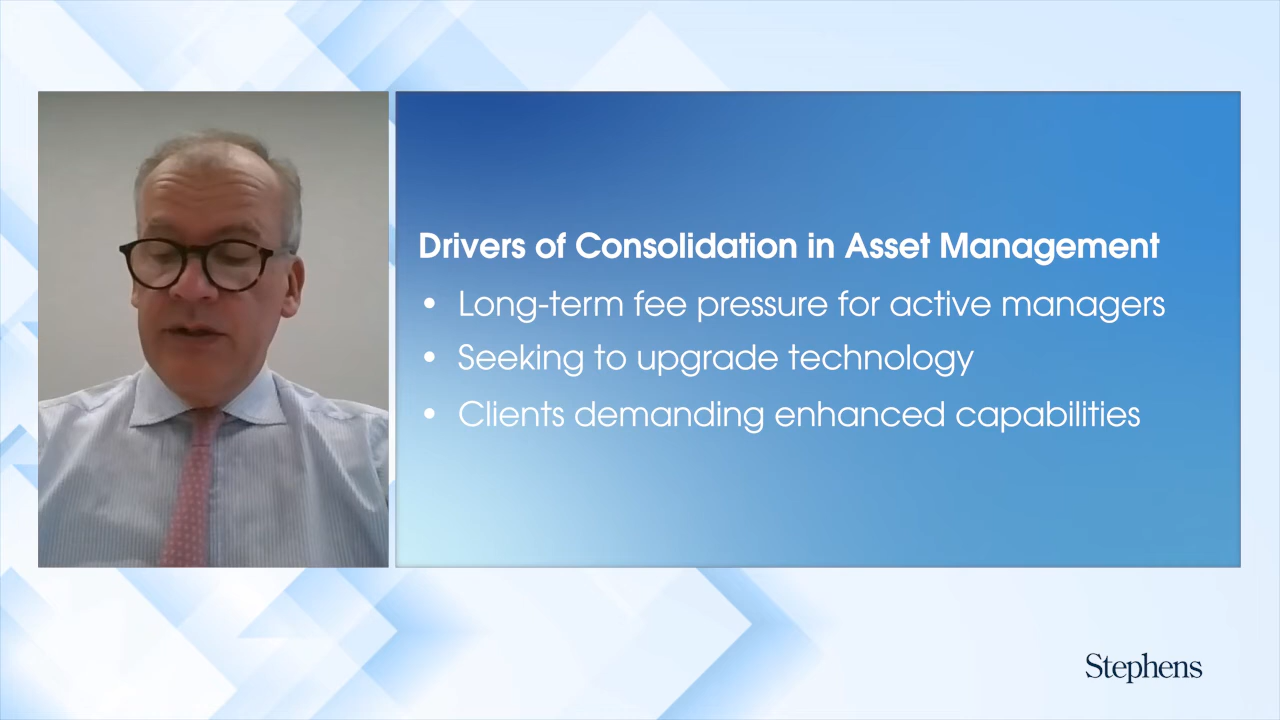 Drivers of Consolidation in Asset Management
• Long-term fee pressure for active managers
• Seeking to upgrade technology
• Clients demanding enhanced capabilities
Stephens